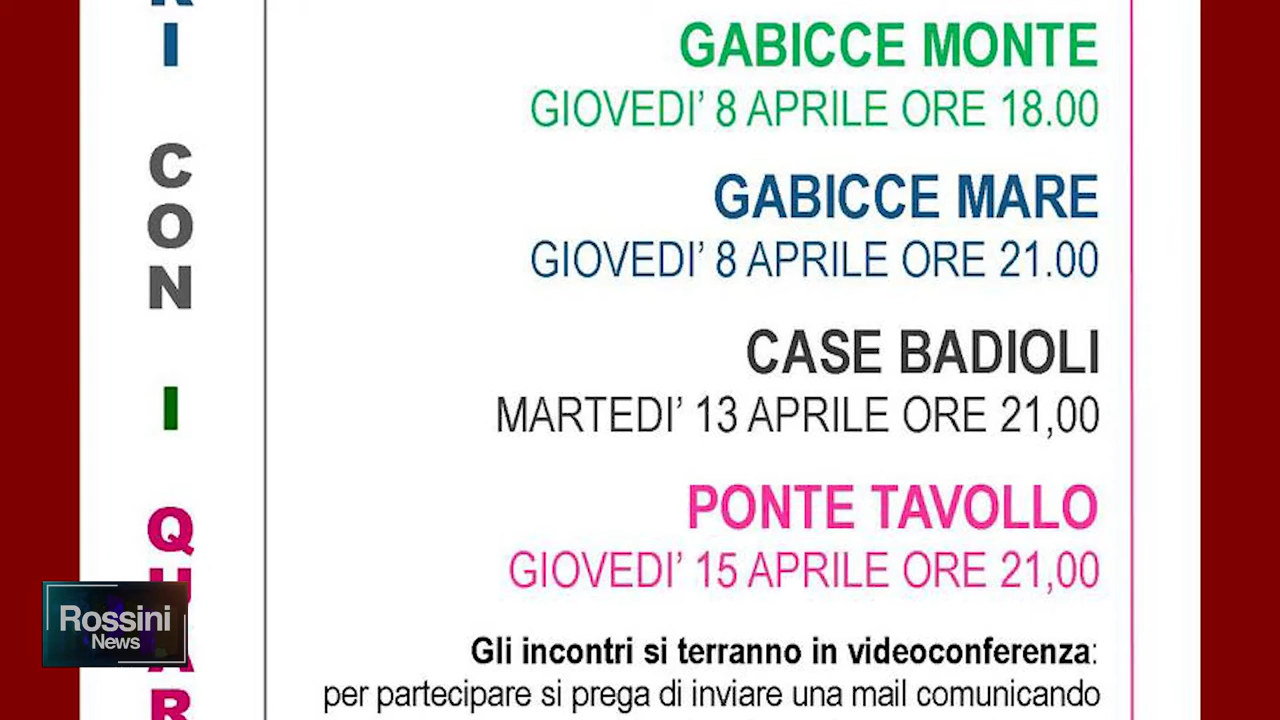 RI CON I QUAR
GABICCE MONTE
GIOVEDI’ 8 APRILE ORE 18.00
GABICCE MARE
GIOVEDI’ 8 APRILE ORE 21.00
CASE BADIOLI
MARTEDI’ 13 APRILE ORE 21,00
PONTE TAVOLLO
GIOVEDI’ 15 APRILE ORE 21,00
Gli incontri si terranno in videoconferenza:
per partecipare si prega di inviare una mail comunicando
Rossini
News